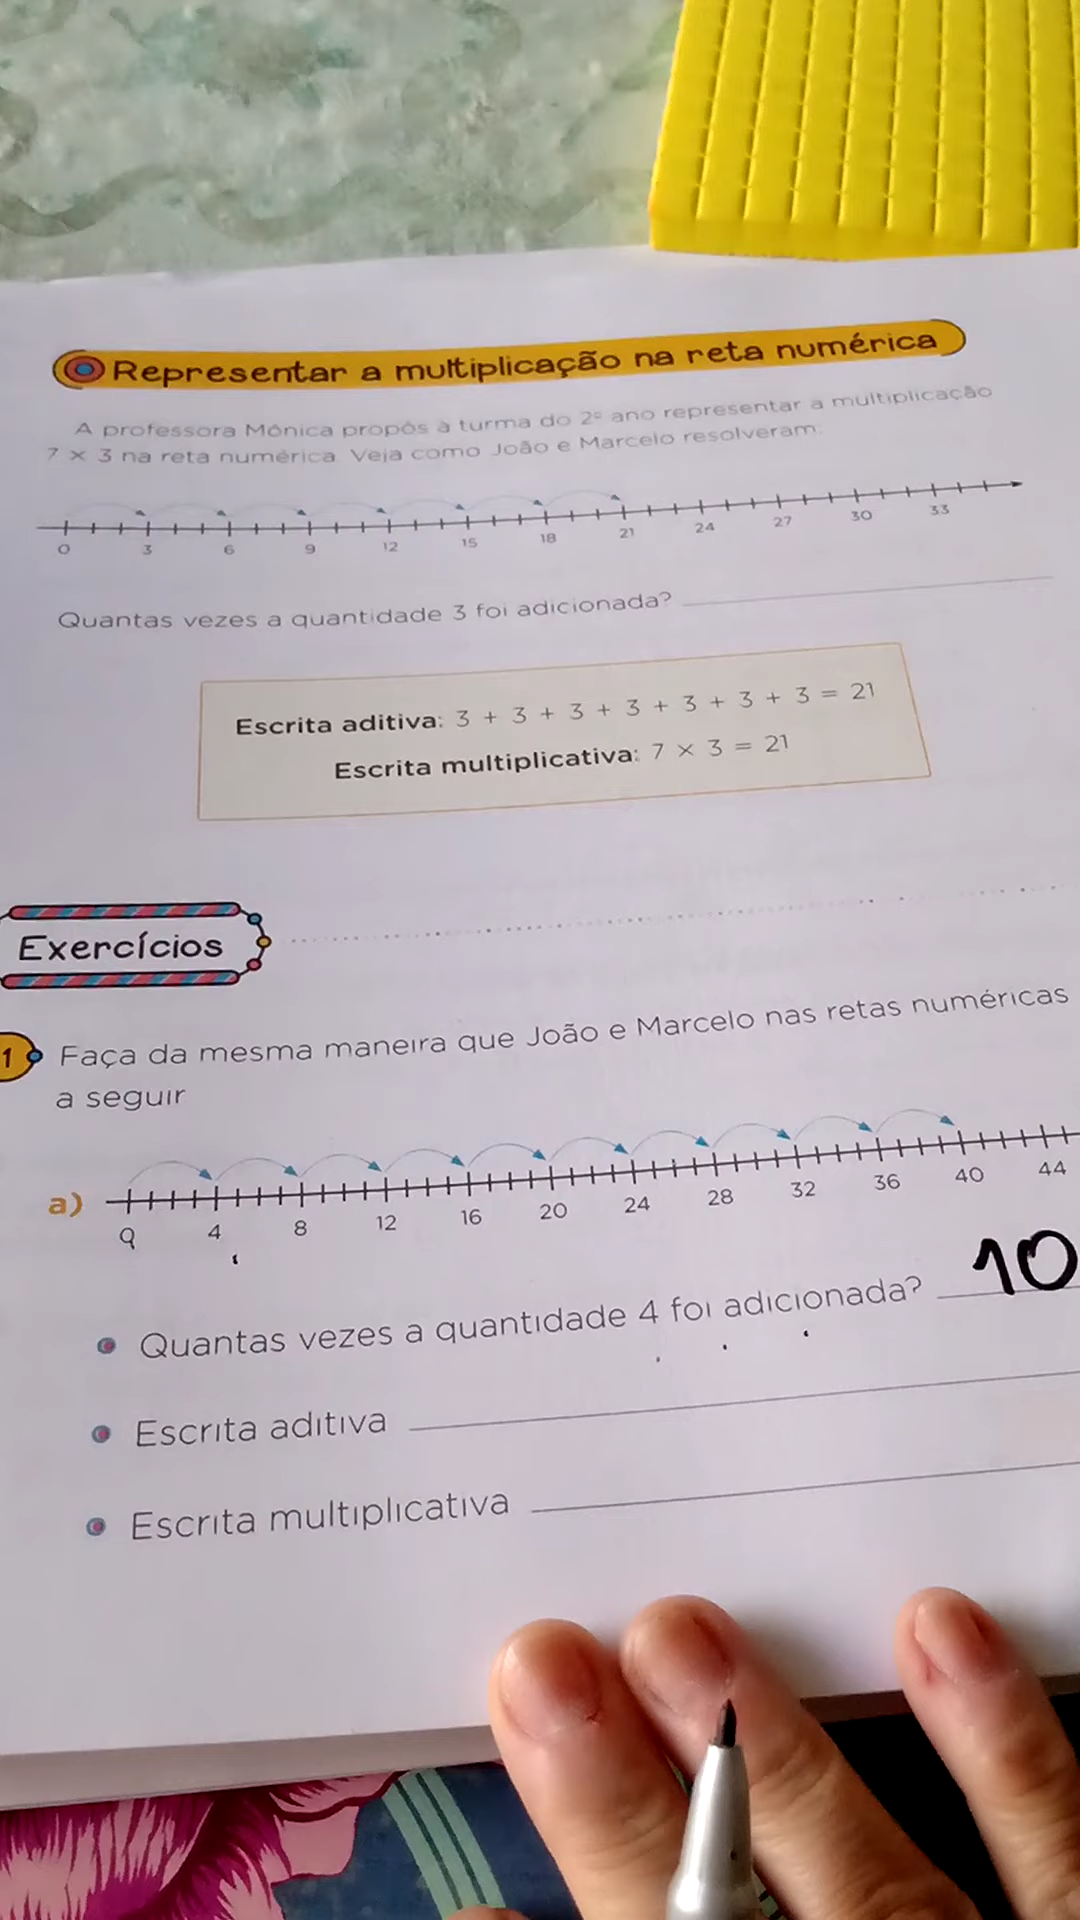 Representar a multiplicação na reta numérica
A professora Mônica propôs à turma do 2º ano representar a multiplicação
7 × 3 na reta numérica. Veja como João e Marcelo resolveram.
0 3 6 9 12 15 18 21 24 27 30 33
Quantas vezes a quantidade 3 foi adicionada?
Escrita aditiva: 3 + 3 + 3 + 3 + 3 + 3 + 3 = 21
Escrita multiplicativa: 7 × 3 = 21
Exercícios
1 Faça da mesma maneira que João e Marcelo nas retas numéricas
a seguir
a)
0 4 8 12 16 20 24 28 32 36 40 44
Quantas vezes a quantidade 4 foi adicionada? 10
Escrita aditiva
Escrita multiplicativa